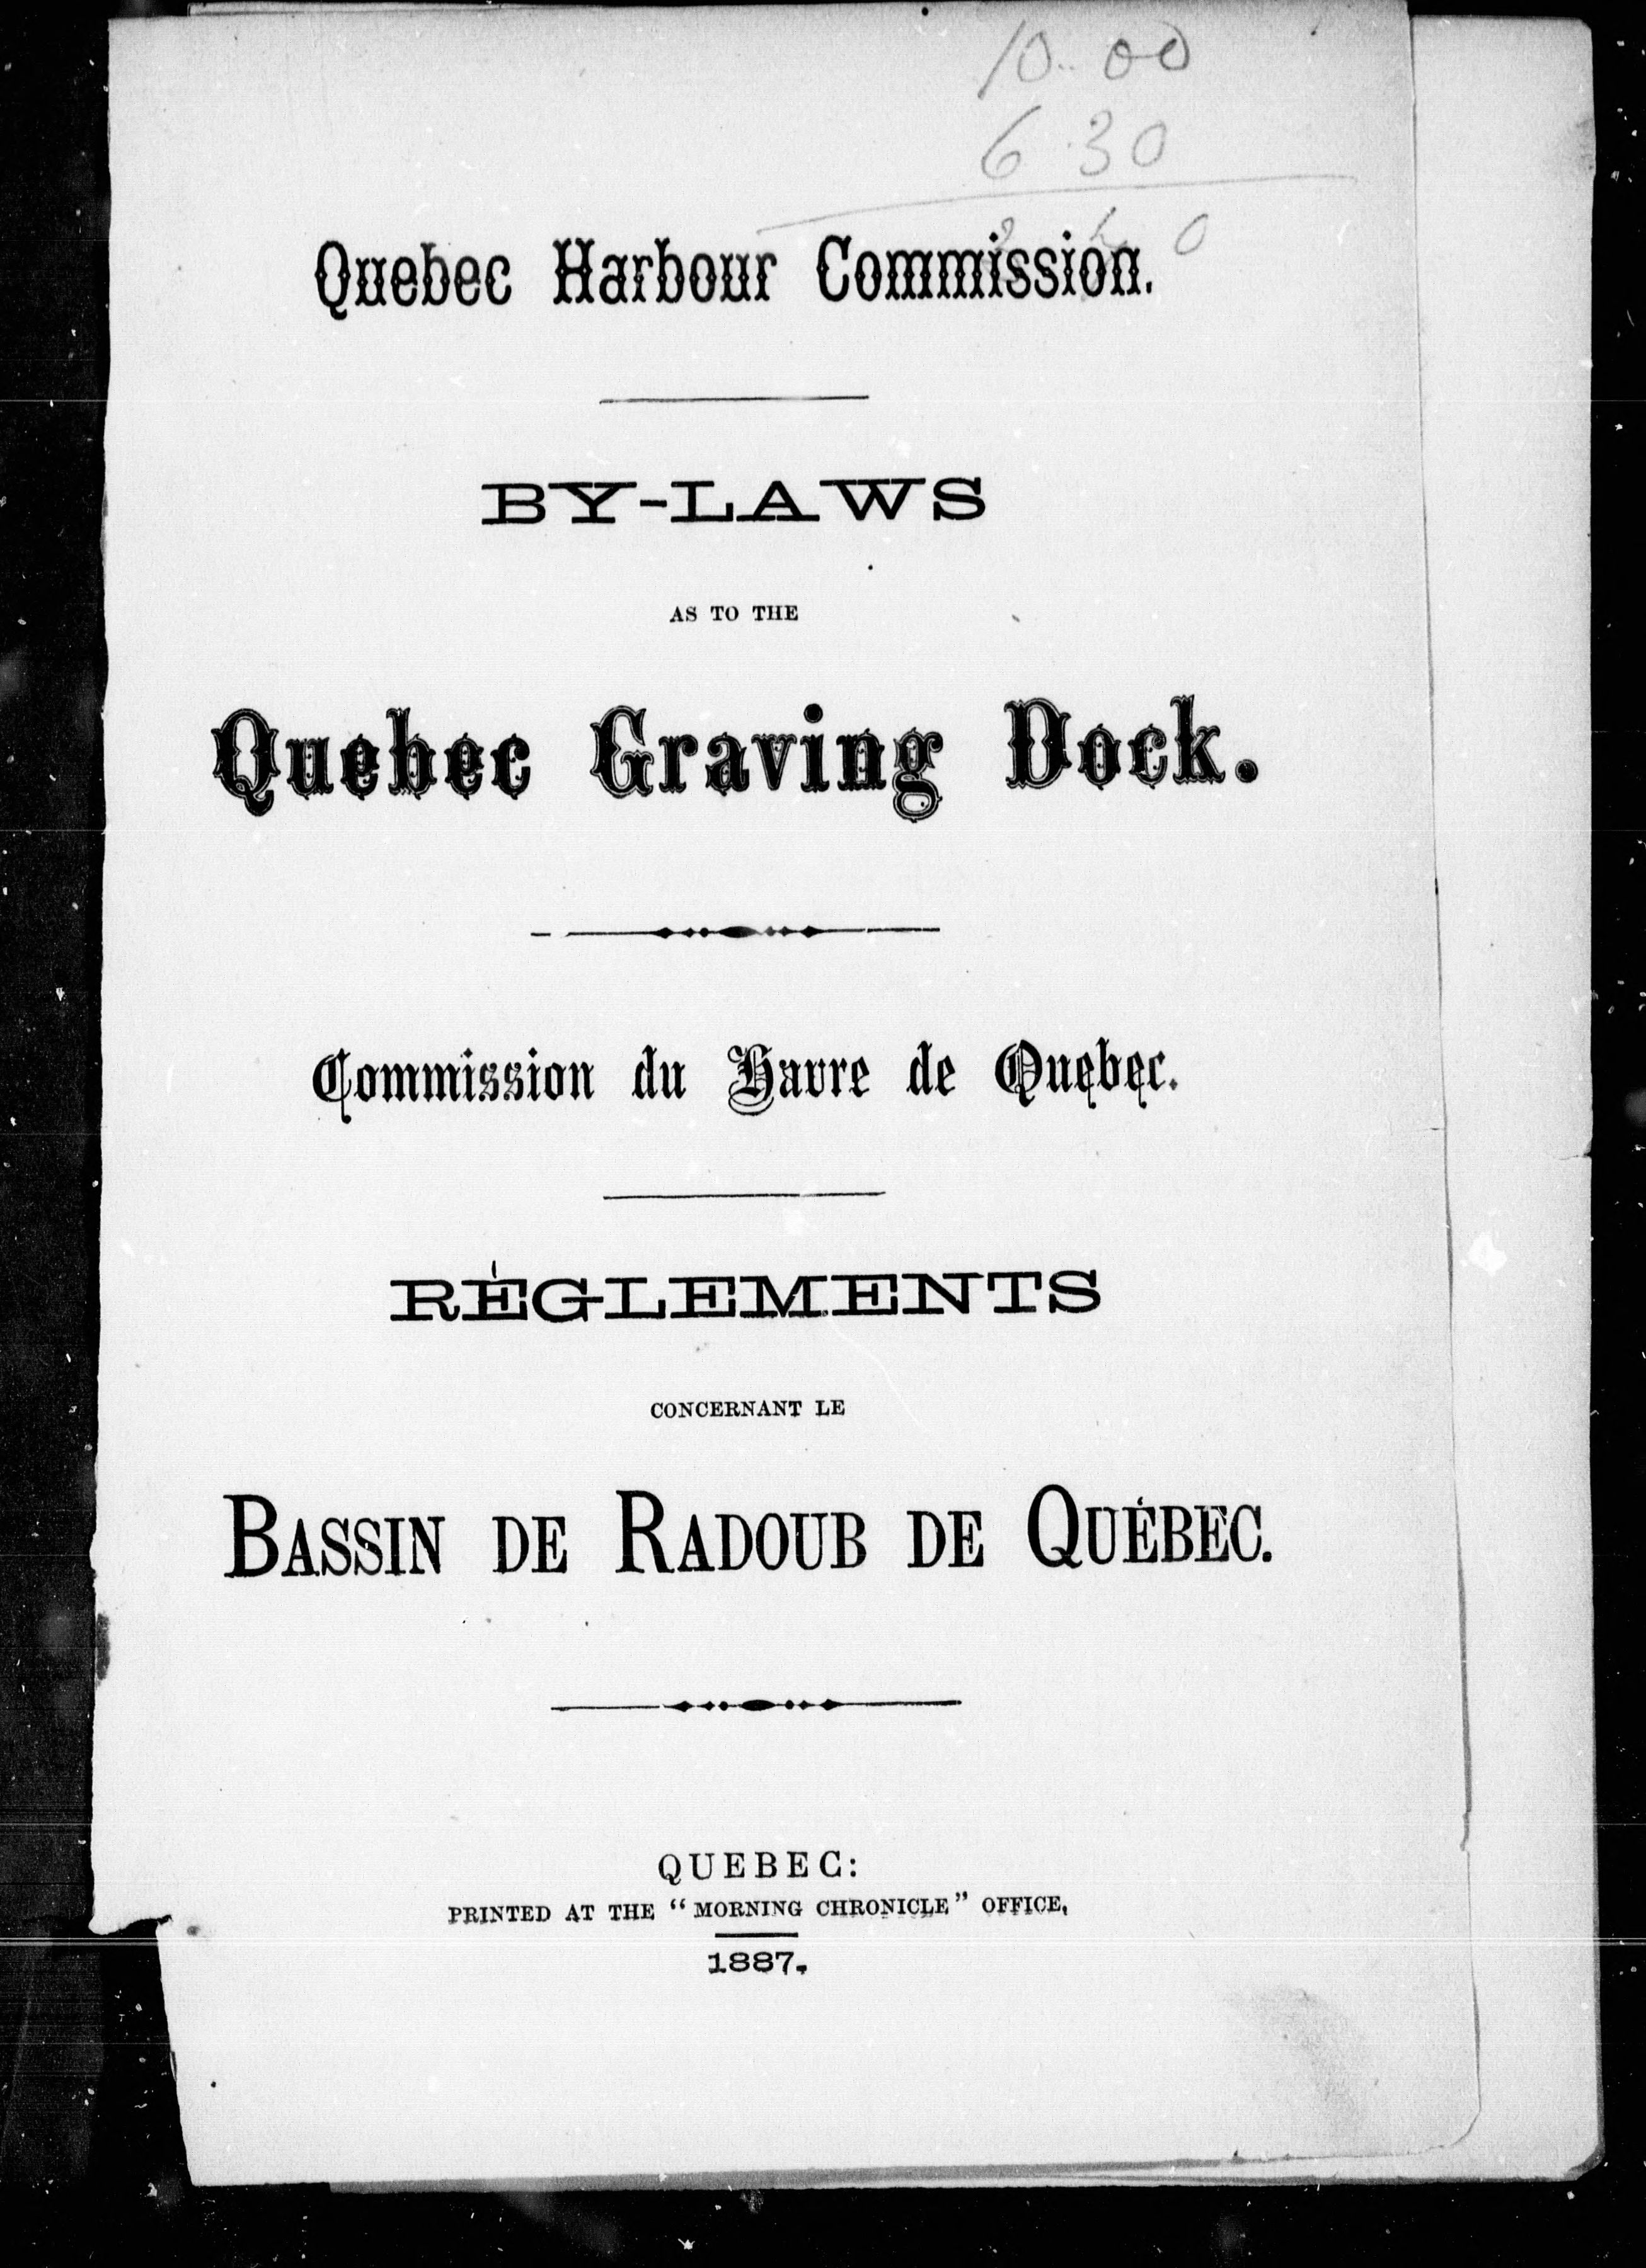 10.00
6.30
Quebec Harbour Commission.
BY-LAWS
AS TO THE
Quebec Graving Dock.
Commission du Havre de Quebec.
RÈGLEMENTS
CONCERNANT LE
BASSIN DE RADOUB DE QUÉBEC.
QUEBEC:
PRINTED AT THE "MORNING CHRONICLE" OFFICE,
1887.